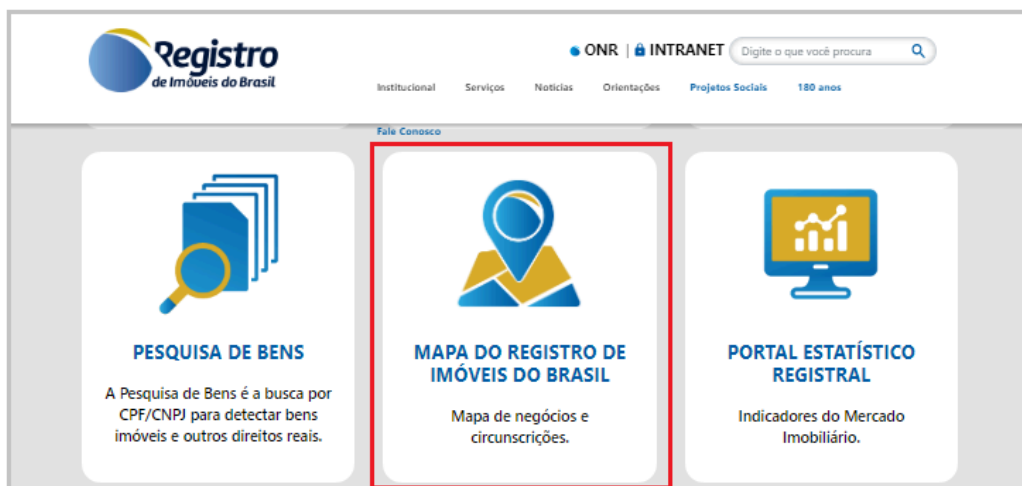 Registro
de Imóveis do Brasil
ONR | INTRANET
Digite o que você procura
Institucional Serviços Notícias Orientações Projetos Sociais 180 anos
Fale Conosco
PESQUISA DE BENS
A Pesquisa de Bens é a busca por
CPF/CNPJ para detectar bens
imóveis e outros direitos reais.
MAPA DO REGISTRO DE
IMÓVEIS DO BRASIL
Mapa de negócios e
circunscrições.
PORTAL ESTATÍSTICO
REGISTRAL
Indicadores do Mercado
Imobiliário.